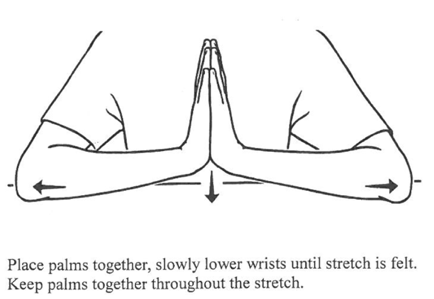 Place palms together, slowly lower wrists until stretch is felt.
Keep palms together throughout the stretch.